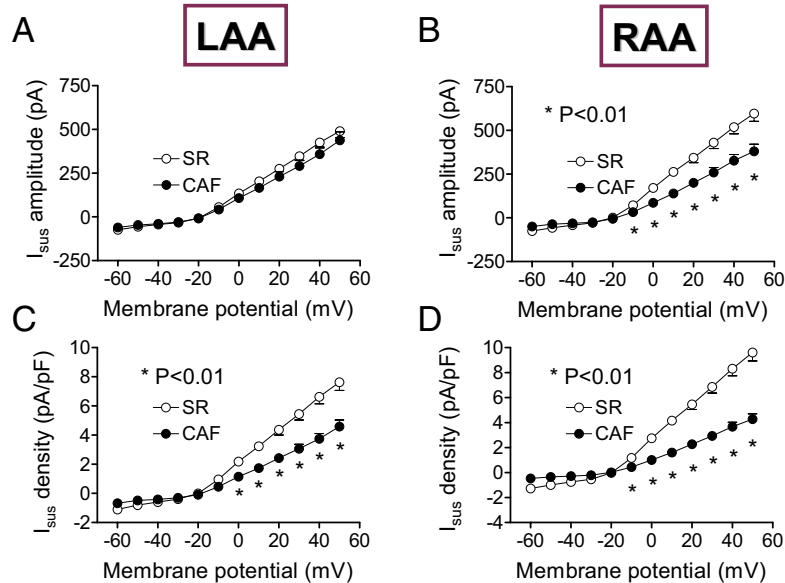 A
LAA
B
RAA
750
500
250
0
-250
Isus amplitude (pA)
SR
CAF
-60 -40 -20 0 20 40 60
Membrane potential (mV)
750
500
250
0
-250
Isus amplitude (pA)
* P<0.01
SR
CAF
* * * * * * *
-60 -40 -20 0 20 40 60
Membrane potential (mV)
C
10
8
6
4
2
0
-2
Isus density (pA/pF)
* P<0.01
SR
CAF
* * * * * *
-60 -40 -20 0 20 40 60
Membrane potential (mV)
D
10
8
6
4
2
0
-2
-4
Isus density (pA/pF)
* P<0.01
SR
CAF
* * * * * * *
-60 -40 -20 0 20 40 60
Membrane potential (mV)